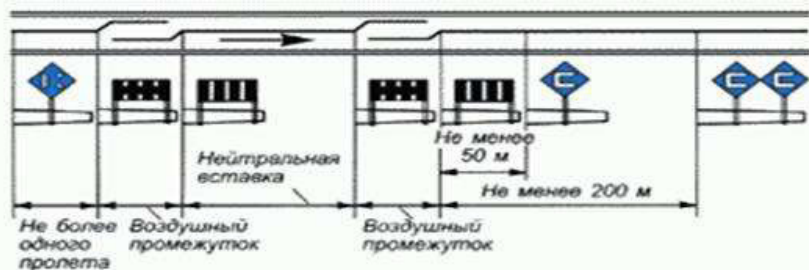 Не менее
50 м
Нейтральная
вставка
Не менее 200 м
Не более
одного
пролета
Воздушный
промежуток
Воздушный
промежуток